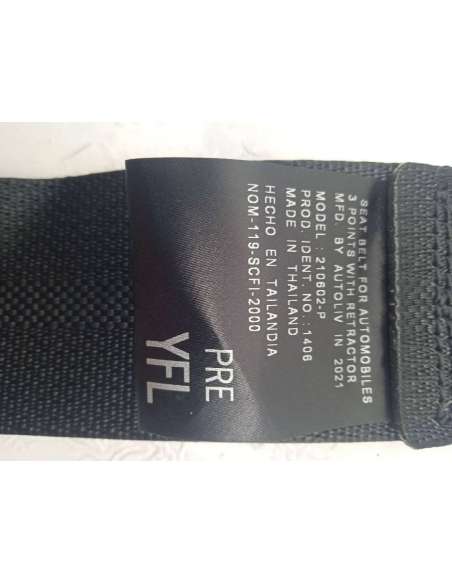 SEAT BELT FOR AUTOMOBILES
3 POINTS WITH RETRACTOR
MFD. BY AUTOLIV IN 2021
MODEL : 210602-P
PROD. IDENT. NO. : 1406
MADE IN THAILAND
HECHO EN TAILANDIA
NOM-119-SCFI-2000
PRE
YFL